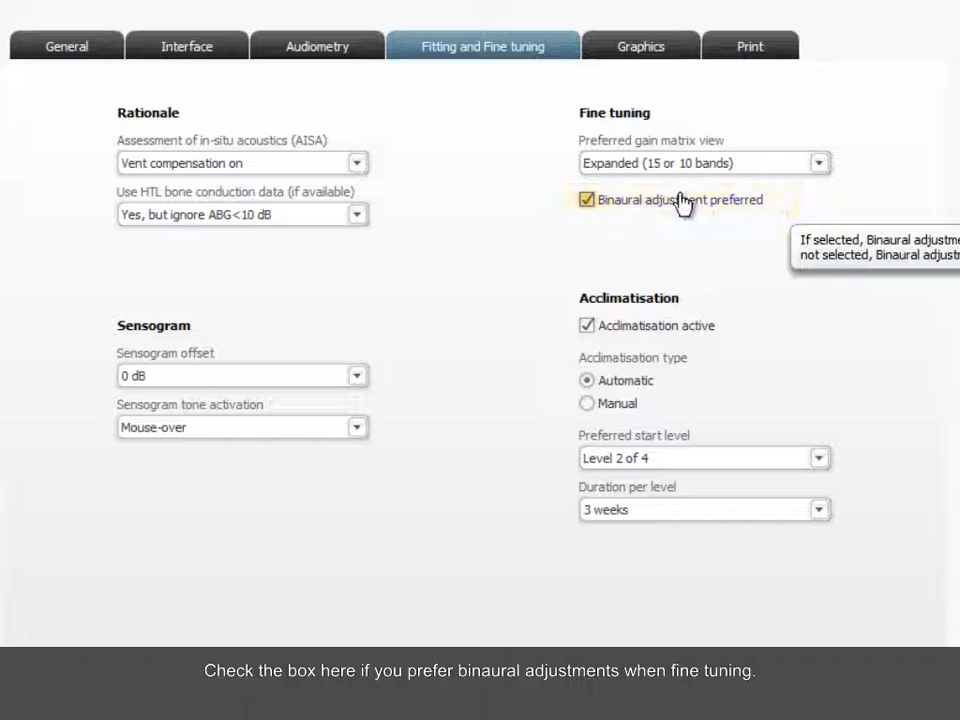 General Interface Audiometry Fitting and Fine tuning Graphics Print
Rationale
Assessment of in-situ acoustics (AISA)
Vent compensation on
Use HTL bone conduction data (if available)
Yes, but ignore ABG<10 dB
Sensogram
Sensogram offset
0 dB
Sensogram tone activation
Mouse-over
Fine tuning
Preferred gain matrix view
Expanded (15 or 10 bands)
Binaural adjustment preferred
If selected, Binaural
not selected, Binaural
Acclimatisation
Acclimatisation active
Acclimatisation type
Automatic
Manual
Preferred start level
Level 2 of 4
Duration per level
3 weeks
Check the box here if you prefer binaural adjustments when fine tuning.